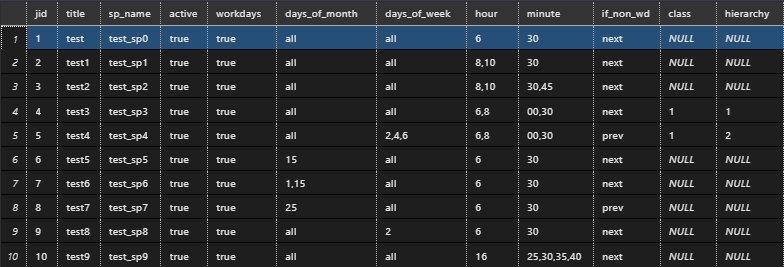 jid title sp_name active workdays days_of_month days_of_week hour minute if_non_wd class hierarchy
1 1 test test_sp0 true true all all 6 30 next NULL NULL
2 2 test1 test_sp1 true true all all 8,10 30 next NULL NULL
3 3 test2 test_sp2 true true all all 8,10 30,45 next NULL NULL
4 4 test3 test_sp3 true true all all 6,8 00,30 next 1 1
5 5 test4 test_sp4 true true all 2,4,6 6,8 00,30 prev 1 2
6 6 test5 test_sp5 true true 15 all 6 30 next NULL NULL
7 7 test6 test_sp6 true true 1,15 all 6 30 next NULL NULL
8 8 test7 test_sp7 true true 25 all 6 30 prev NULL NULL
9 9 test8 test_sp8 true true all 2 6 30 next NULL NULL
10 10 test9 test_sp9 true true all all 16 25,30,35,40 next NULL NULL